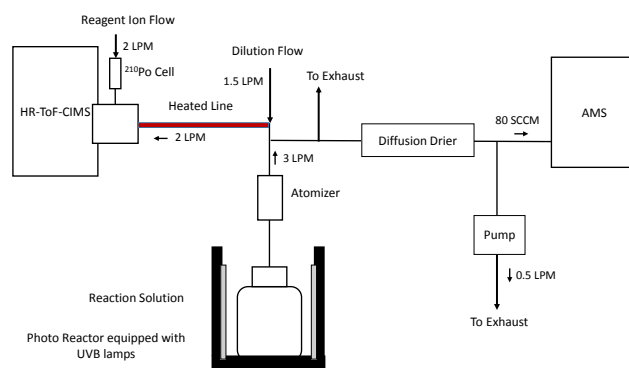 Reagent Ion Flow
2 LPM
²¹⁰Po Cell
HR-ToF-CIMS
Heated Line
2 LPM
Dilution Flow
1.5 LPM
To Exhaust
3 LPM
Atomizer
Diffusion Drier
80 SCCM
AMS
Pump
0.5 LPM
To Exhaust
Reaction Solution
Photo Reactor equipped with
UVB lamps